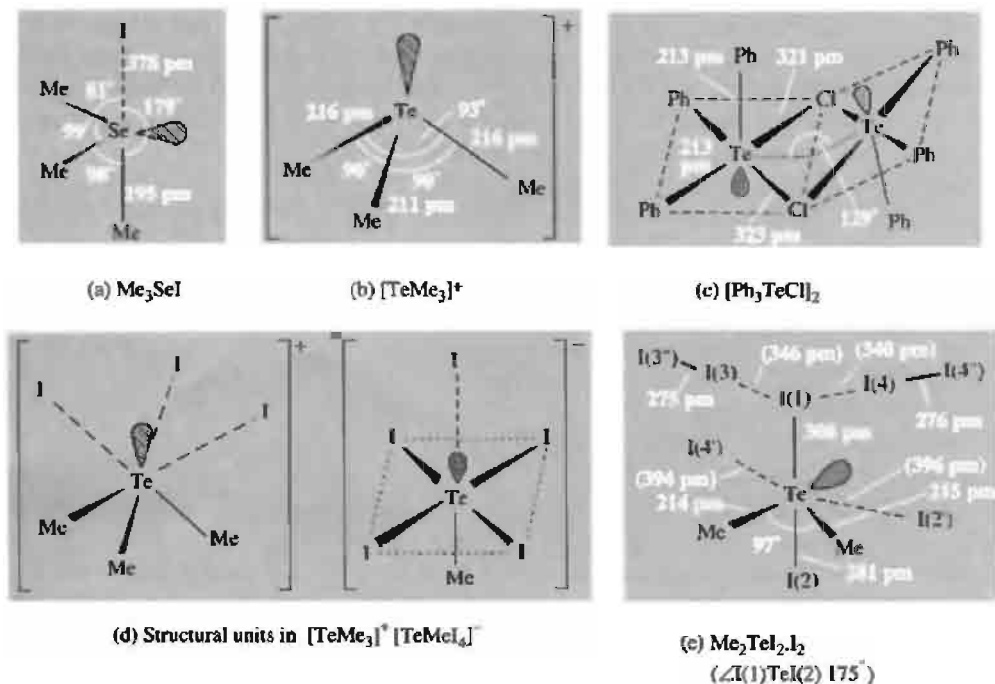 I
378 pm
Me
81°
179°
99°
Se
Me
98°
195 pm
Me
(a) Me₃SeI
+
Te
216 pm
95°
216 pm
Me
90°
90°
Me
Me
211 pm
(b) [TeMe₃]⁺
213 pm
321 pm
Ph
Ph
Ph
Cl
Te
Te
213
pm
Ph
Ph
Cl
129°
Ph
323 pm
(c) [Ph₃TeCl]₂
+
I
I
I
Te
Me
Me
Me
−
I
I
I
Te
I
I
Me
(d) Structural units in [TeMe₃]⁺ [TeMeI₄]⁻
I(3")
(346 pm)
(340 pm)
I(3)
I(4)
I(4")
275 pm
I(1)
276 pm
I(4')
(394 pm)
Te
(396 pm)
214 pm
215 pm
Me
I(2')
97°
Me
I(2)
281 pm
(e) Me₂TeI₂.I₂
(∠I(1)TeI(2) 175°)